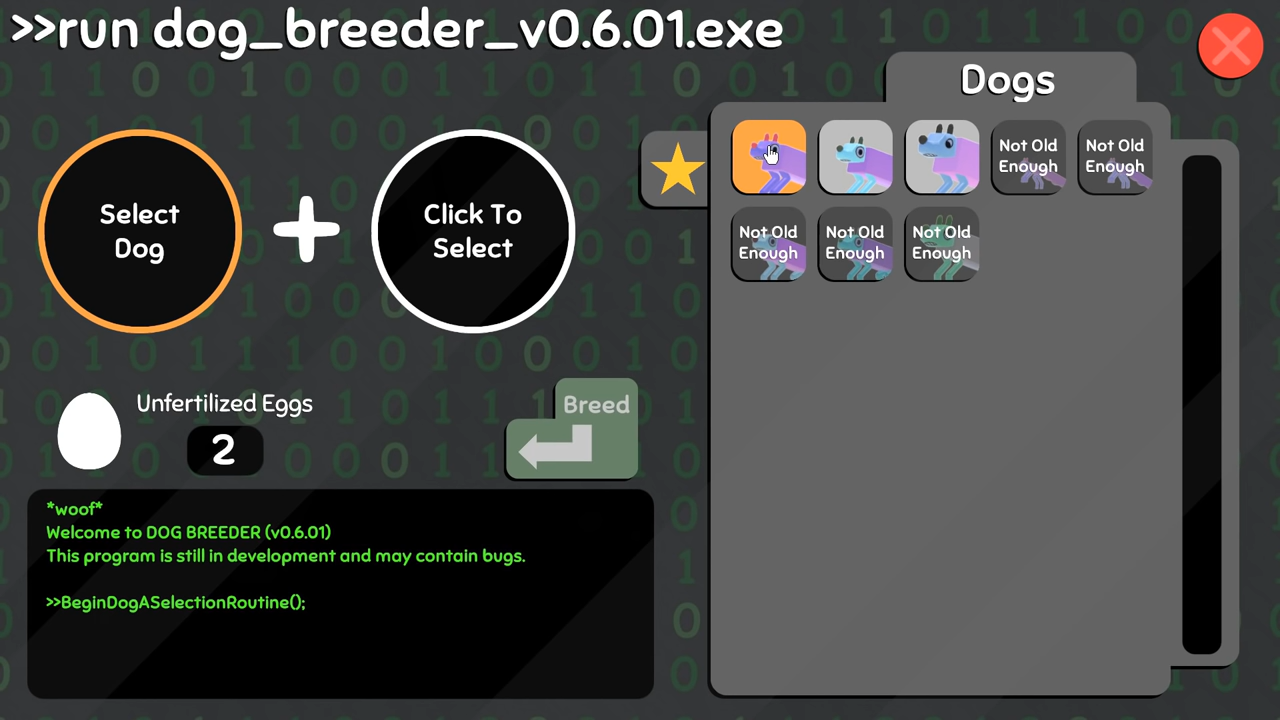 >>run dog_breeder_v0.6.01.exe
Dogs
Select
Dog
Click To
Select
Not Old
Enough
Not Old
Enough
Not Old
Enough
Not Old
Enough
Not Old
Enough
Unfertilized Eggs
2
Breed
*woof*
Welcome to DOG BREEDER (v0.6.01)
This program is still in development and may contain bugs.
>>BeginDogASelectionRoutine();